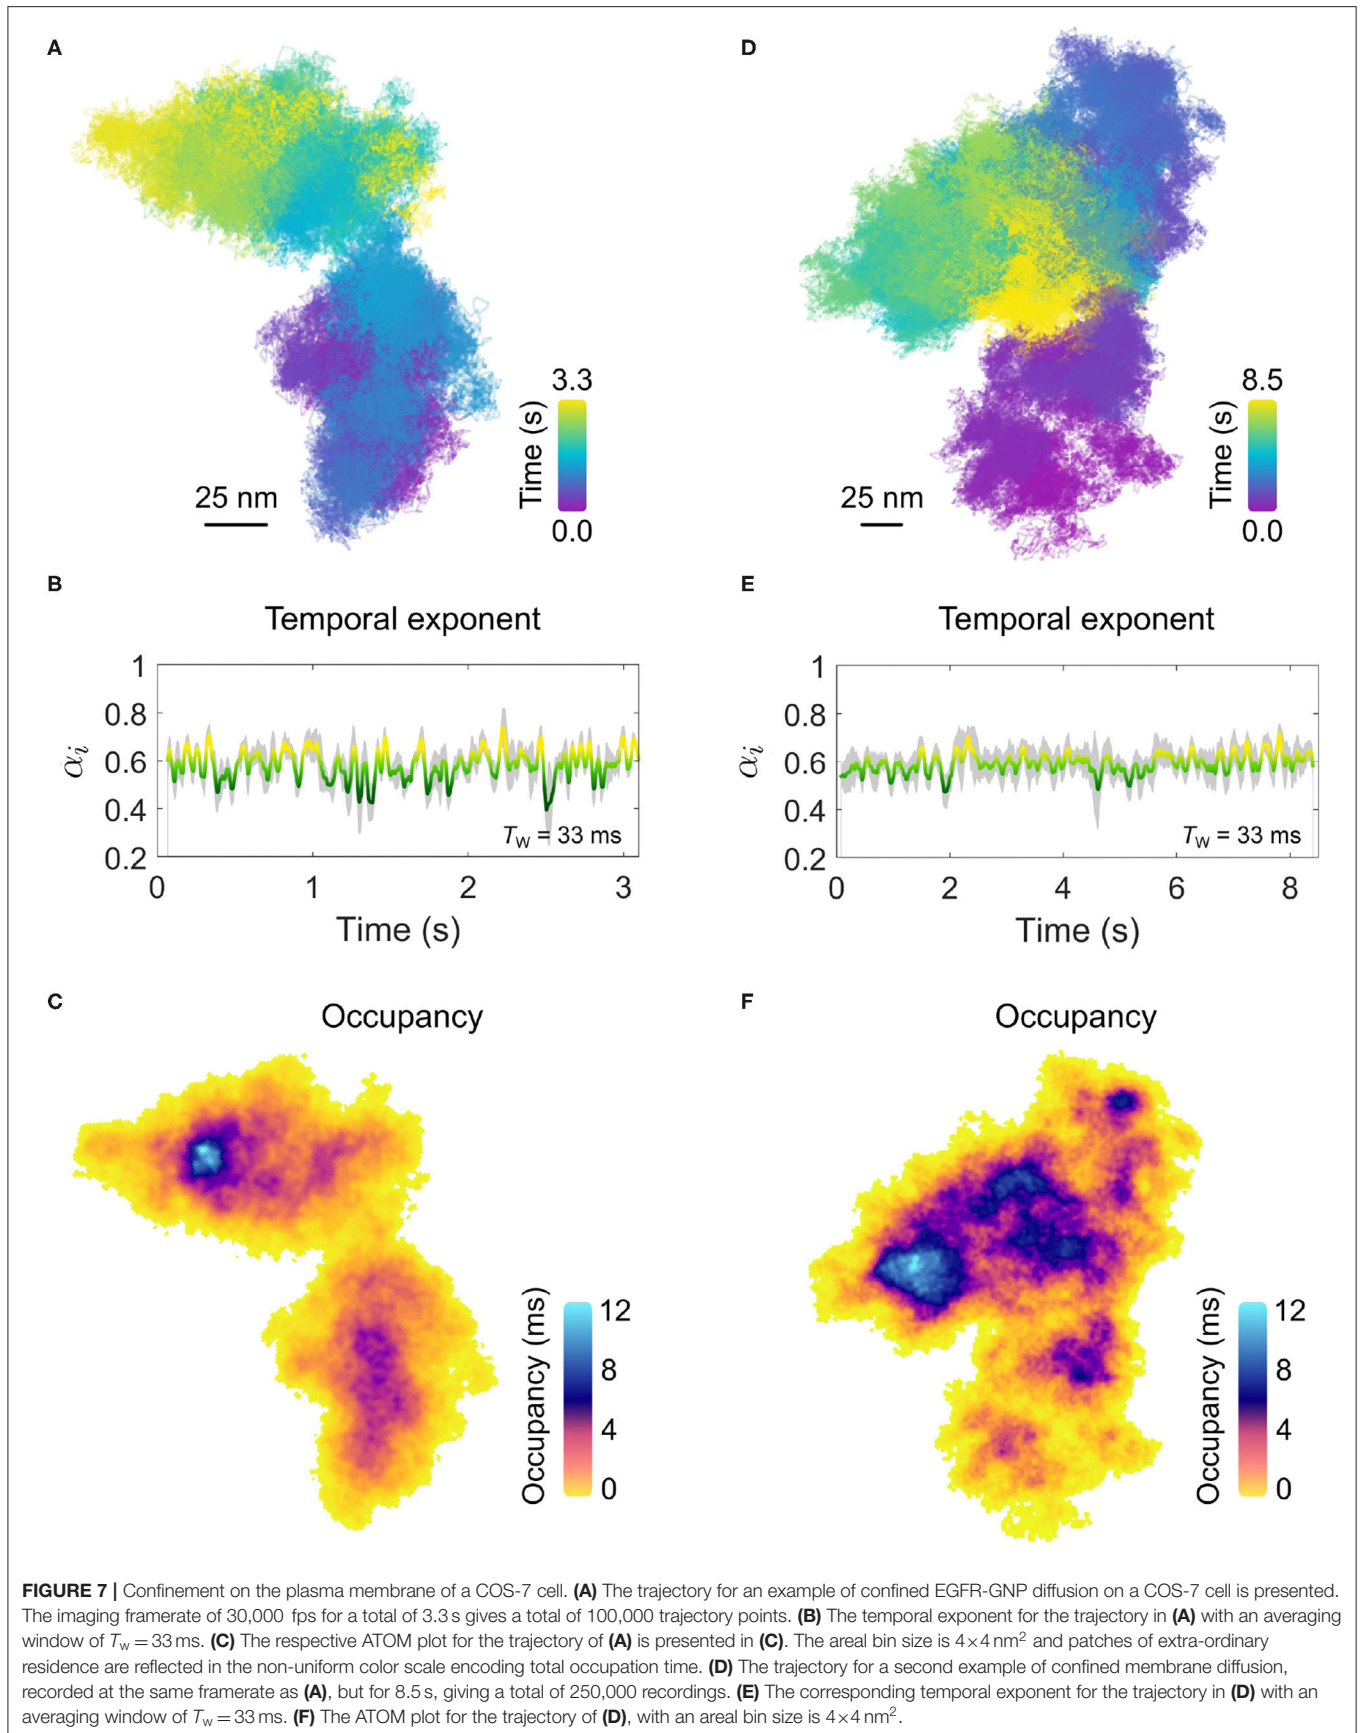 A
3.3
Time (s)
0.0
25 nm
B
Temporal exponent
1
0.8
0.6
0.4
0.2
αi
TW = 33 ms
0 1 2 3
Time (s)
C
Occupancy
Occupancy (ms)
12
8
4
0
D
8.5
Time (s)
0.0
25 nm
E
Temporal exponent
1
0.8
0.6
0.4
0.2
αi
TW = 33 ms
0 2 4 6 8
Time (s)
F
Occupancy
Occupancy (ms)
12
8
4
0
FIGURE 7 | Confinement on the plasma membrane of a COS-7 cell. (A) The trajectory for an example of confined EGFR-GNP diffusion on a COS-7 cell is presented.
The imaging framerate of 30,000 fps for a total of 3.3 s gives a total of 100,000 trajectory points. (B) The temporal exponent for the trajectory in (A) with an averaging
window of Tw = 33 ms. (C) The respective ATOM plot for the trajectory of (A) is presented in (C). The areal bin size is 4×4 nm² and patches of extra-ordinary
residence are reflected in the non-uniform color scale encoding total occupation time. (D) The trajectory for a second example of confined membrane diffusion,
recorded at the same framerate as (A), but for 8.5 s, giving a total of 250,000 recordings. (E) The corresponding temporal exponent for the trajectory in (D) with an
averaging window of Tw = 33 ms. (F) The ATOM plot for the trajectory of (D), with an areal bin size is 4×4 nm².